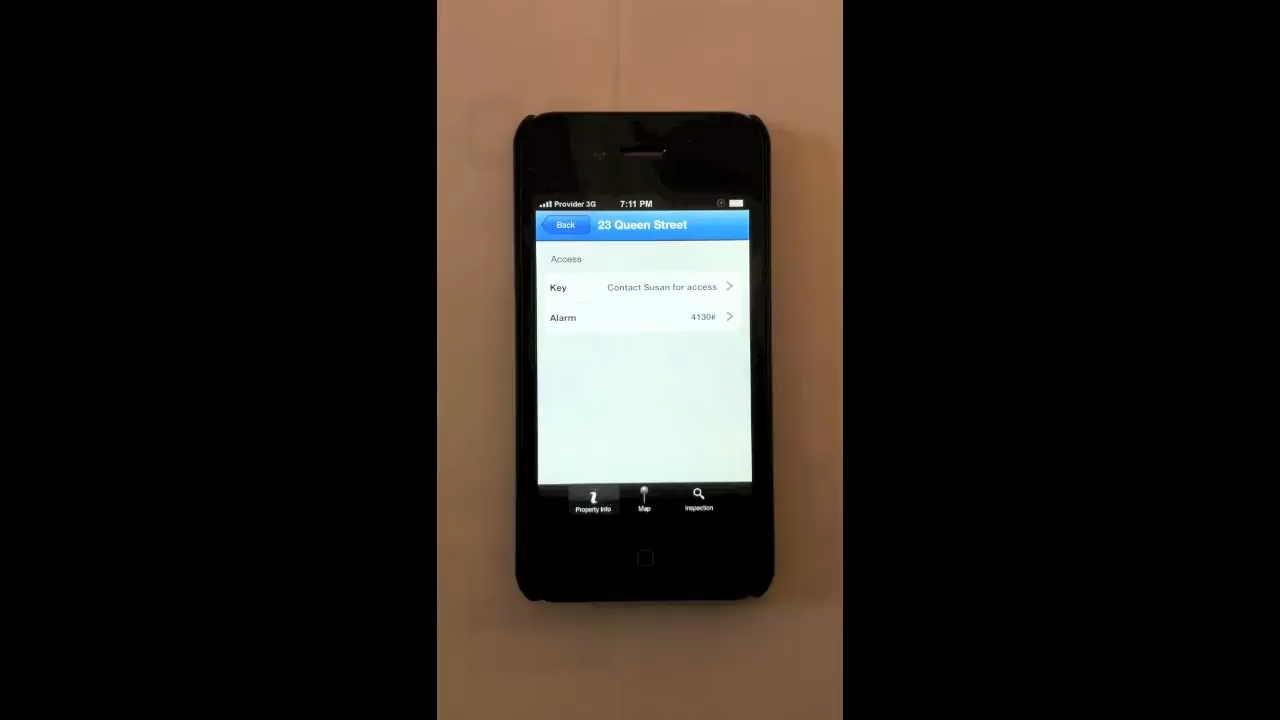 Provider 3G 7:11 PM
Back 23 Queen Street
Access
Key Contact Susan for access
Alarm 4130#
Property Info Map Inspection